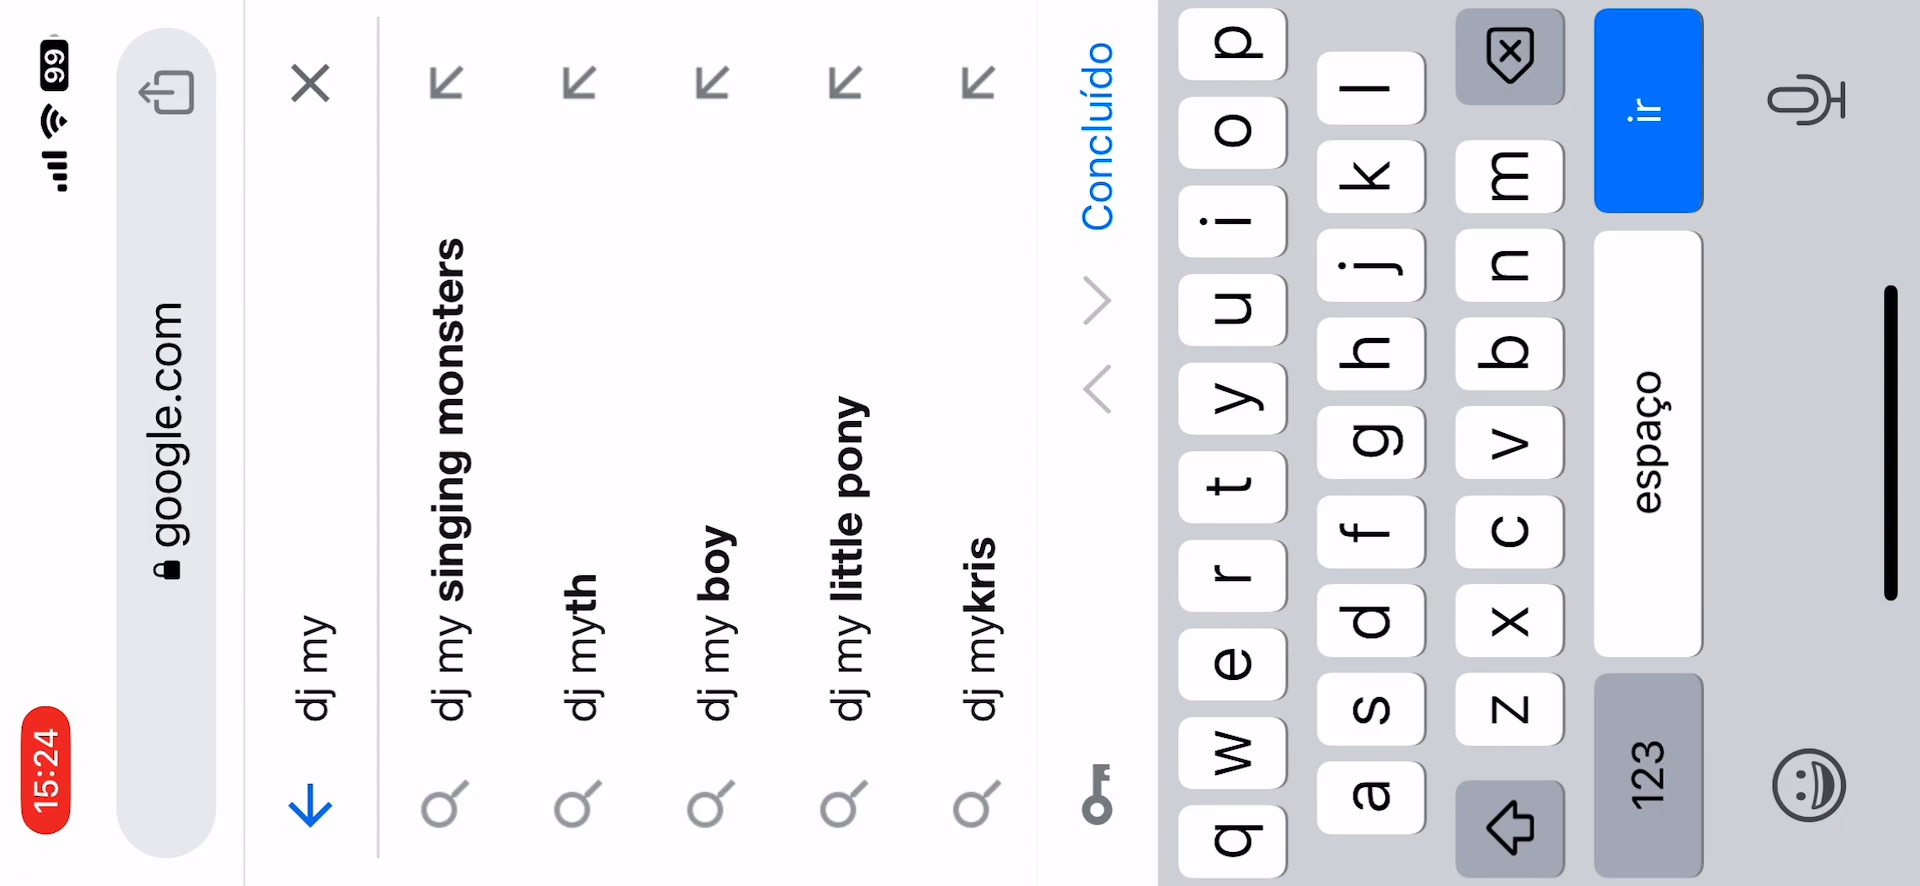 15:24
99
google.com
dj my
dj my singing monsters
dj myth
dj my boy
dj my little pony
dj mykris
Concluído
q w e r t y u i o p
a s d f g h j k l
z x c v b n m
123 espaço ir